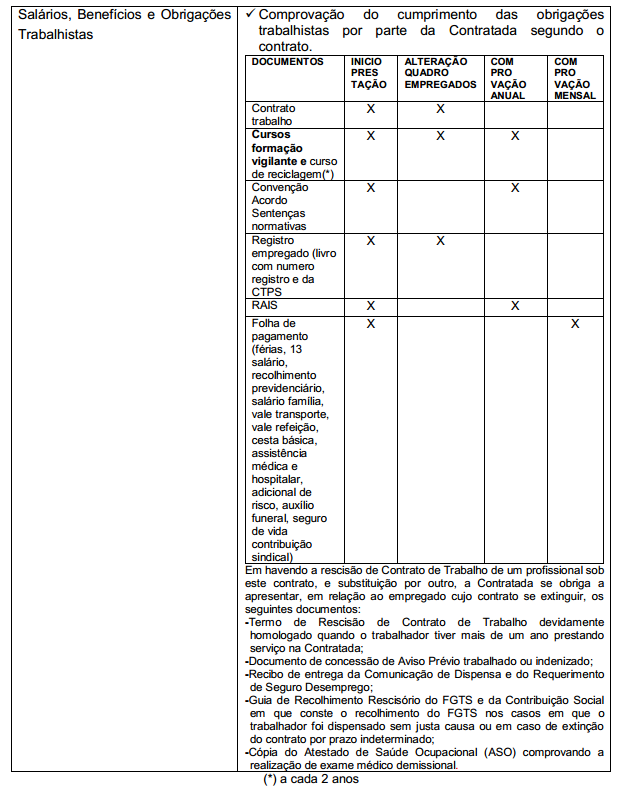 Salários, Benefícios e Obrigações
Trabalhistas
✓ Comprovação do cumprimento das obrigações
trabalhistas por parte da Contratada segundo o
contrato.
DOCUMENTOS INICIO PRES TAÇÃO ALTERAÇÃO QUADRO EMPREGADOS COM PRO VAÇÃO ANUAL COM PRO VAÇÃO MENSAL
Contrato X X
trabalho
Cursos X X X
formação
vigilante e curso
de reciclagem(*)
Convenção X X
Acordo
Sentenças
normativas
Registro X X
empregado (livro
com numero
registro e da
CTPS
RAIS X X
Folha de X X
pagamento
(férias, 13
salário,
recolhimento
previdenciário,
salário família,
vale transporte,
vale refeição,
cesta básica,
assistência
médica e
hospitalar,
adicional de
risco, auxílio
funeral, seguro
de vida
contribuição
sindical)
Em havendo a rescisão de Contrato de Trabalho de um profissional sob
este contrato, e substituição por outro, a Contratada se obriga a
apresentar, em relação ao empregado cujo contrato se extinguir, os
seguintes documentos:
-Termo de Rescisão de Contrato de Trabalho devidamente
homologado quando o trabalhador tiver mais de um ano prestando
serviço na Contratada;
-Documento de concessão de Aviso Prévio trabalhado ou indenizado;
-Recibo de entrega da Comunicação de Dispensa e do Requerimento
de Seguro Desemprego;
-Guia de Recolhimento Rescisório do FGTS e da Contribuição Social
em que conste o recolhimento do FGTS nos casos em que o
trabalhador foi dispensado sem justa causa ou em caso de extinção
do contrato por prazo indeterminado;
-Cópia do Atestado de Saúde Ocupacional (ASO) comprovando a
realização de exame médico demissional.
(*) a cada 2 anos